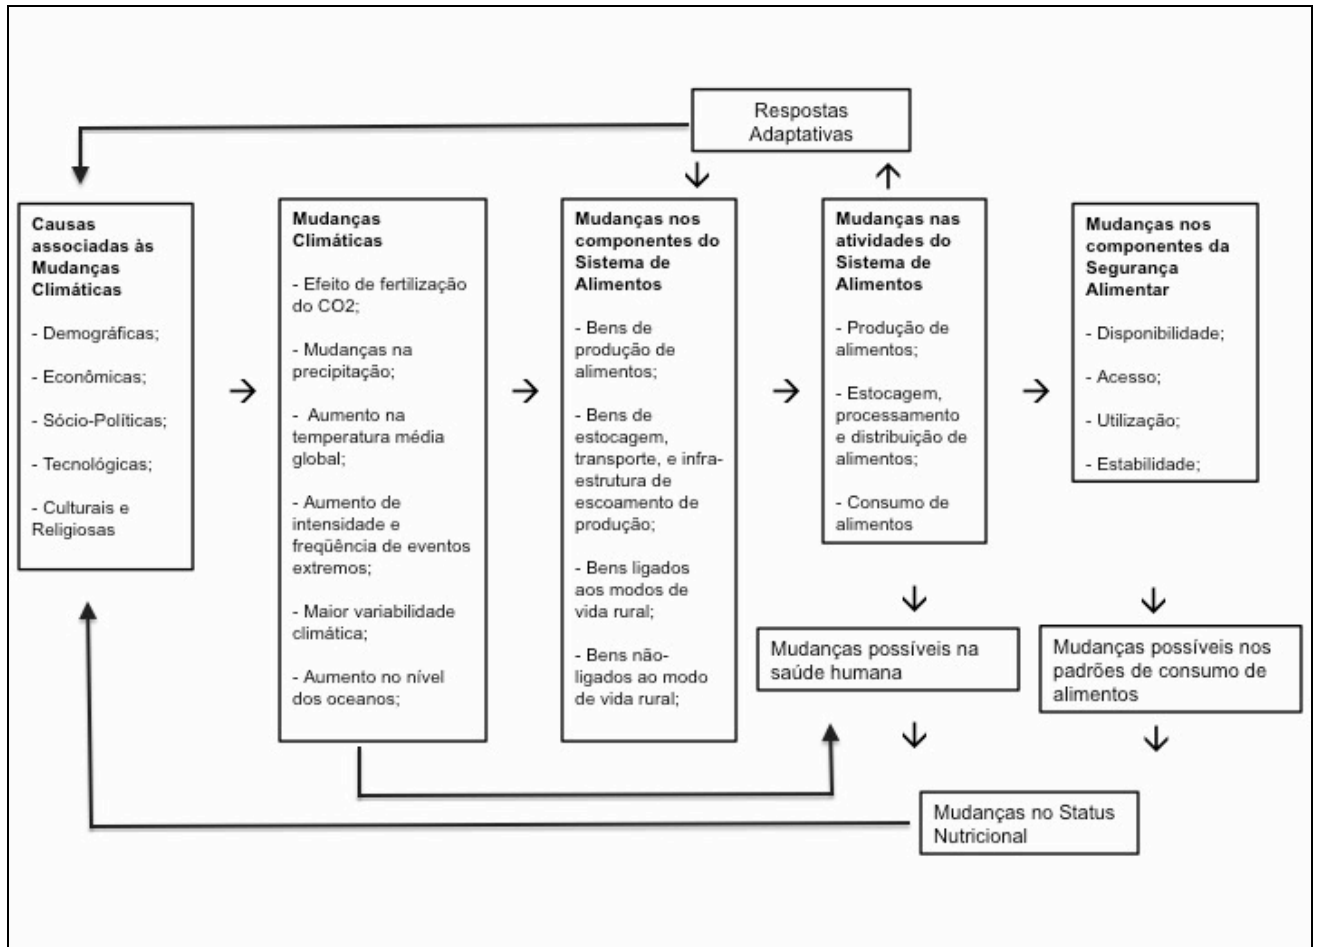 Respostas
Adaptativas
Causas
associadas às
Mudanças
Climáticas
- Demográficas;
- Econômicas;
- Sócio-Políticas;
- Tecnológicas;
- Culturais e
Religiosas
Mudanças
Climáticas
- Efeito de fertilização
do CO2;
- Mudanças na
precipitação;
- Aumento na
temperatura média
global;
- Aumento de
intensidade e
freqüência de eventos
extremos;
- Maior variabilidade
climática;
- Aumento no nível
dos oceanos;
Mudanças nos
componentes do
Sistema de
Alimentos
- Bens de
produção de
alimentos;
- Bens de
estocagem,
transporte, e infra-
estrutura de
escoamento de
produção;
- Bens ligados
aos modos de
vida rural;
- Bens não-
ligados ao modo
de vida rural;
Mudanças nas
atividades do
Sistema de
Alimentos
- Produção de
alimentos;
- Estocagem,
processamento
e distribuição de
alimentos;
- Consumo de
alimentos
Mudanças nos
componentes da
Segurança
Alimentar
- Disponibilidade;
- Acesso;
- Utilização;
- Estabilidade;
Mudanças possíveis na
saúde humana
Mudanças possíveis nos
padrões de consumo de
alimentos
Mudanças no Status
Nutricional